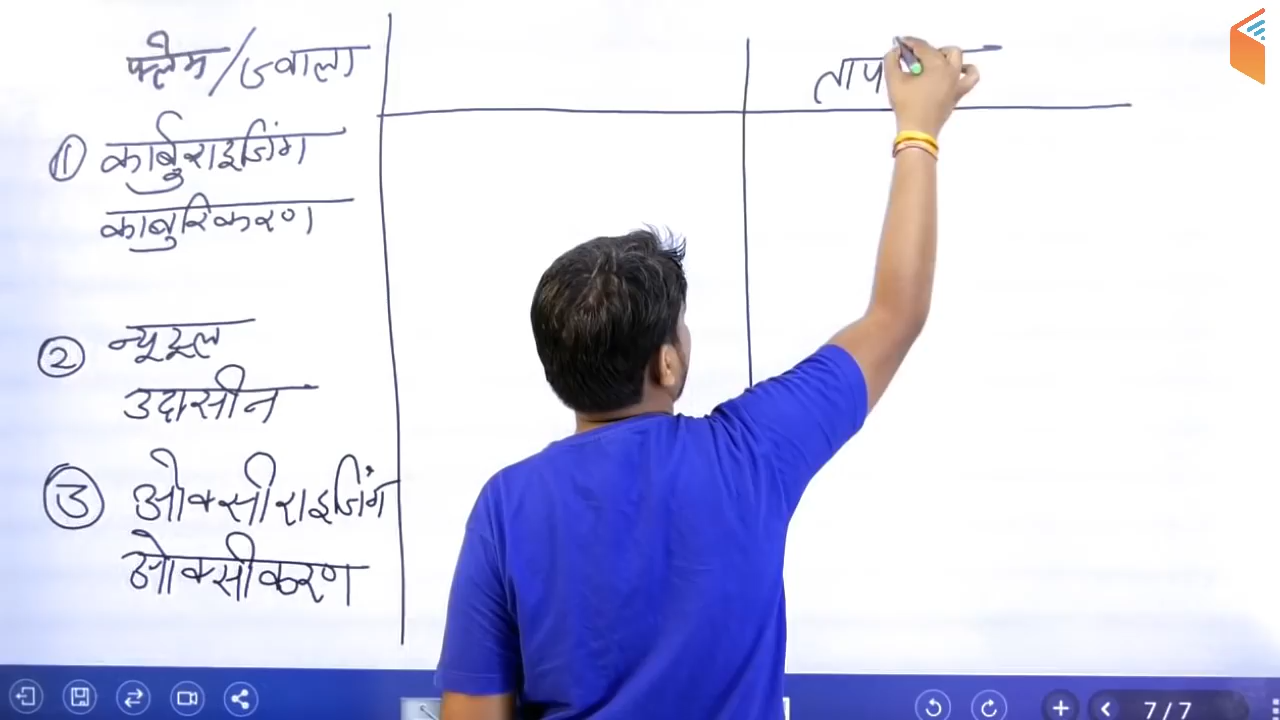 फ्लेम/ज्वाला
ताप
① कार्बुराइजिंग
कार्बुरिकरण
② न्यूट्रल
उदासीन
③ ओक्सीराइजिंग
ओक्सीकरण
7/7